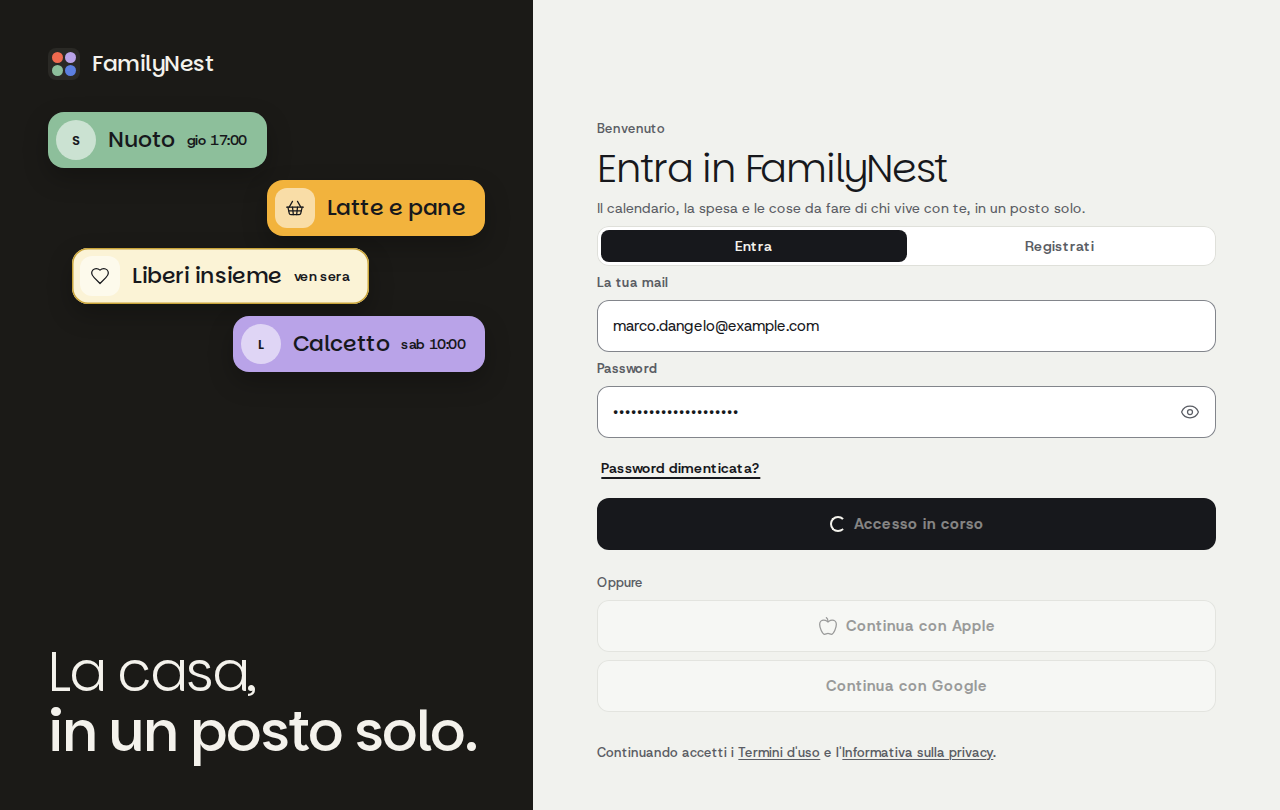 FamilyNest
S Nuoto gio 17:00
Latte e pane
Liberi insieme ven sera
L Calcetto sab 10:00
La casa,
in un posto solo.
Benvenuto
Entra in FamilyNest
Il calendario, la spesa e le cose da fare di chi vive con te, in un posto solo.
Entra Registrati
La tua mail
marco.dangelo@example.com
Password
••••••••••••••••••••
Password dimenticata?
Accesso in corso
Oppure
Continua con Apple
Continua con Google
Continuando accetti i Termini d'uso e l'Informativa sulla privacy.